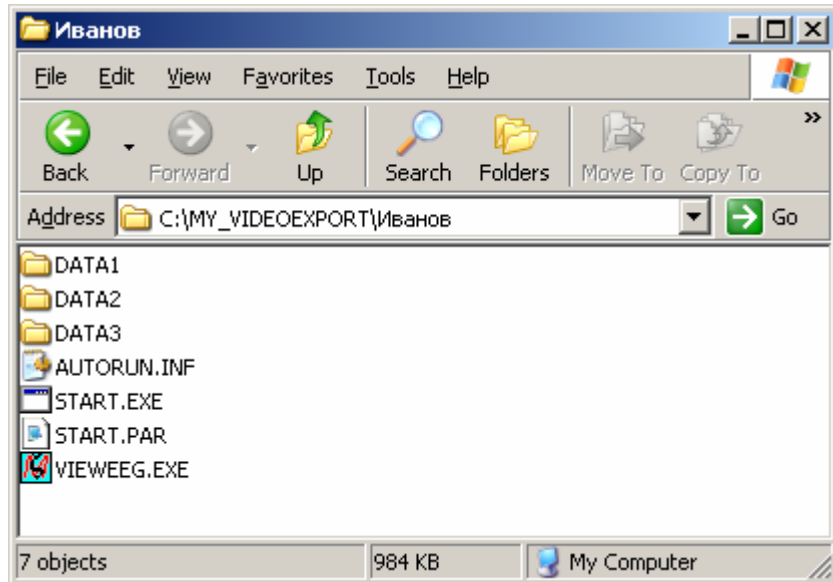 Иванов
File Edit View Favorites Tools Help
Back Forward Up Search Folders Move To Copy To »
Address C:\MY_VIDEOEXPORT\Иванов Go
DATA1
DATA2
DATA3
AUTORUN.INF
START.EXE
START.PAR
VIEWEEG.EXE
7 objects 984 KB My Computer